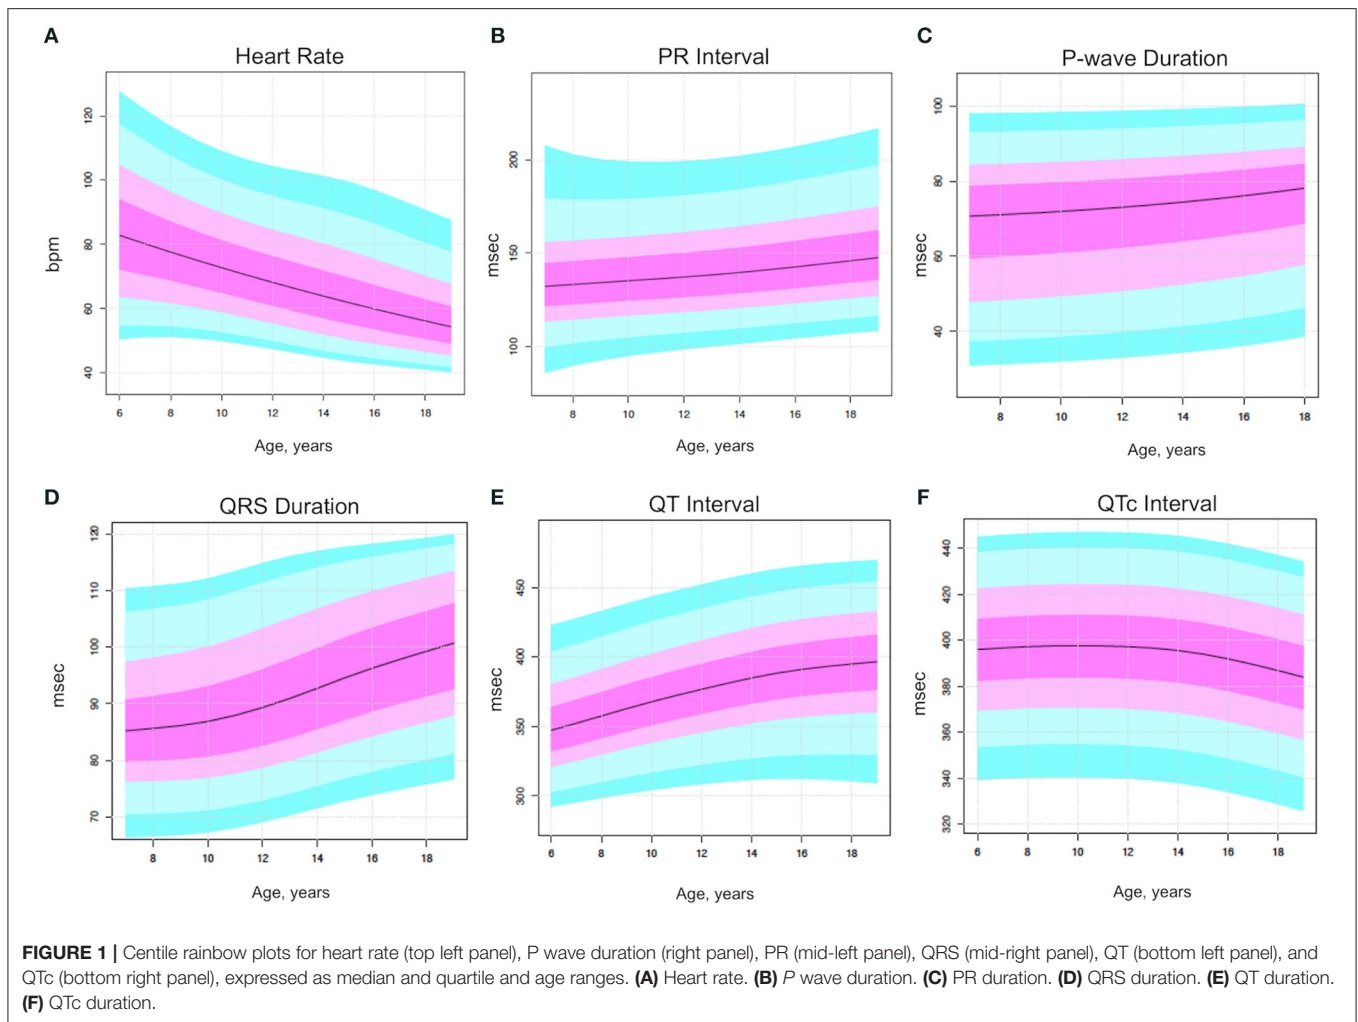 A
Heart Rate
bpm
120
100
80
60
40
6 8 10 12 14 16 18
Age, years
B
PR Interval
msec
200
150
100
8 10 12 14 16 18
Age, years
C
P-wave Duration
msec
100
80
60
40
8 10 12 14 16 18
Age, years
D
QRS Duration
msec
120
110
100
90
80
70
8 10 12 14 16 18
Age, years
E
QT Interval
msec
450
400
350
300
6 8 10 12 14 16 18
Age, years
F
QTc Interval
msec
440
420
400
380
360
340
320
6 8 10 12 14 16 18
Age, years
FIGURE 1 | Centile rainbow plots for heart rate (top left panel), P wave duration (right panel), PR (mid-left panel), QRS (mid-right panel), QT (bottom left panel), and
QTc (bottom right panel), expressed as median and quartile and age ranges. (A) Heart rate. (B) P wave duration. (C) PR duration. (D) QRS duration. (E) QT duration.
(F) QTc duration.